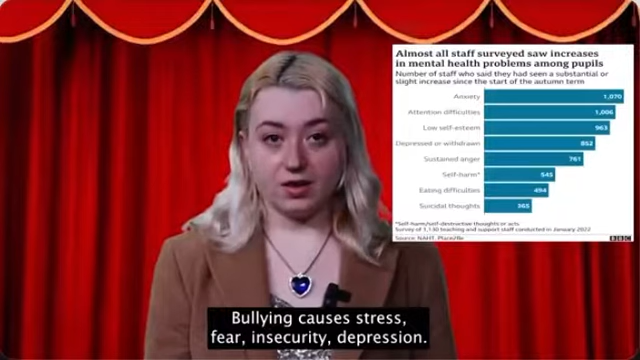 Almost all staff surveyed saw increases
in mental health problems among pupils
Number of staff who said they had seen a substantial or
slight increase since the start of the autumn term
Anxiety 1,070
Attention difficulties 1,006
Low self-esteem 963
Depressed or withdrawn 852
Sustained anger 761
Self-harm* 545
Eating difficulties 494
Suicidal thoughts 365
*Self-harm/self-destructive thoughts or acts.
Survey of 1,130 teaching and support staff conducted in January 2022
Source: NAHT, Place2Be
BBC
Bullying causes stress,
fear, insecurity, depression.